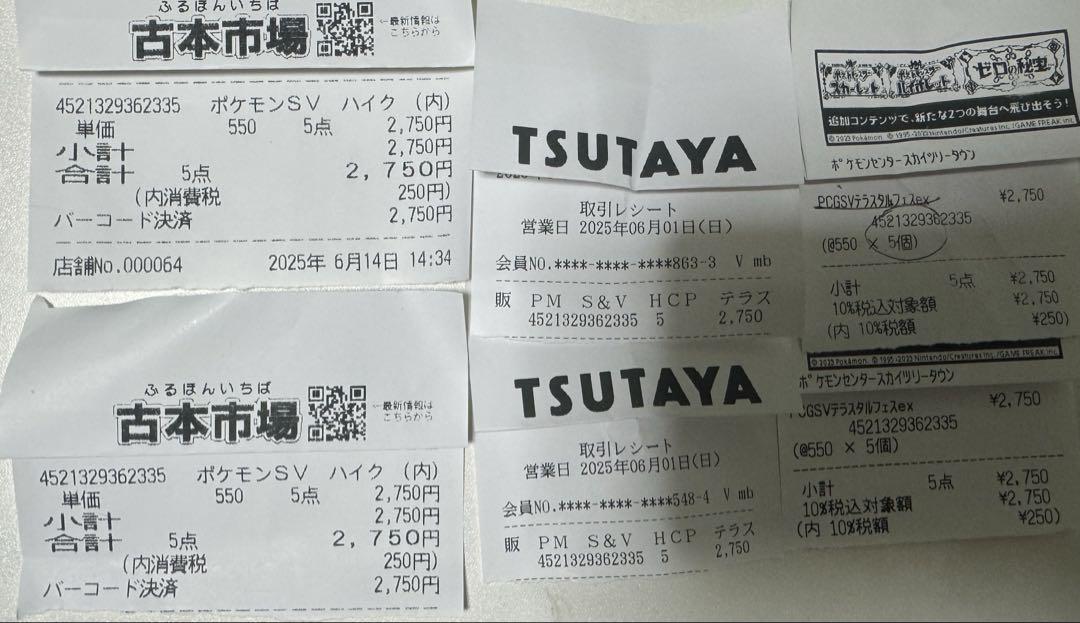 ふるほんいちば
古本市場
←最新情報は
こちらから
4521329362335 ポケモンSV ハイク (内)
単価 550 5点 2,750円
小計 2,750円
合計 5点 2,750円
(内消費税 250円)
バーコード決済 2,750円
店舗No.000064 2025年 6月14日 14:34
ふるほんいちば
古本市場
←最新情報は
こちらから
4521329362335 ポケモンSV ハイク (内)
単価 550 5点 2,750円
小計 2,750円
合計 5点 2,750円
(内消費税 250円)
バーコード決済 2,750円
TSUTAYA
取引レシート
営業日 2025年06月01日(日)
会員NO.****-****-****863-3 V mb
販 PM S&V HCP テラス
4521329362335 5 2,750
TSUTAYA
取引レシート
営業日 2025年06月01日(日)
会員NO.****-****-****548-4 V mb
販 PM S&V HCP テラス
4521329362335 5 2,750
スカーレット バイオレット ゼロの秘宝
追加コンテンツで、新たな2つの舞台へ飛び出そう!
©2023 Pokémon. ©1995-2023 Nintendo/Creatures Inc./GAME FREAK inc.
ポケモンセンタースカイツリータウン
PCGSVテラスタルフェスex ¥2,750
4521329362335
(@550 × 5個)
小計 5点 ¥2,750
10%税込対象額 ¥2,750
(内 10%税額 ¥250)
©2023 Pokémon. ©1995-2023 Nintendo/Creatures Inc./GAME FREAK inc.
ポケモンセンタースカイツリータウン
PCGSVテラスタルフェスex ¥2,750
4521329362335
(@550 × 5個)
小計 5点 ¥2,750
10%税込対象額 ¥2,750
(内 10%税額 ¥250)